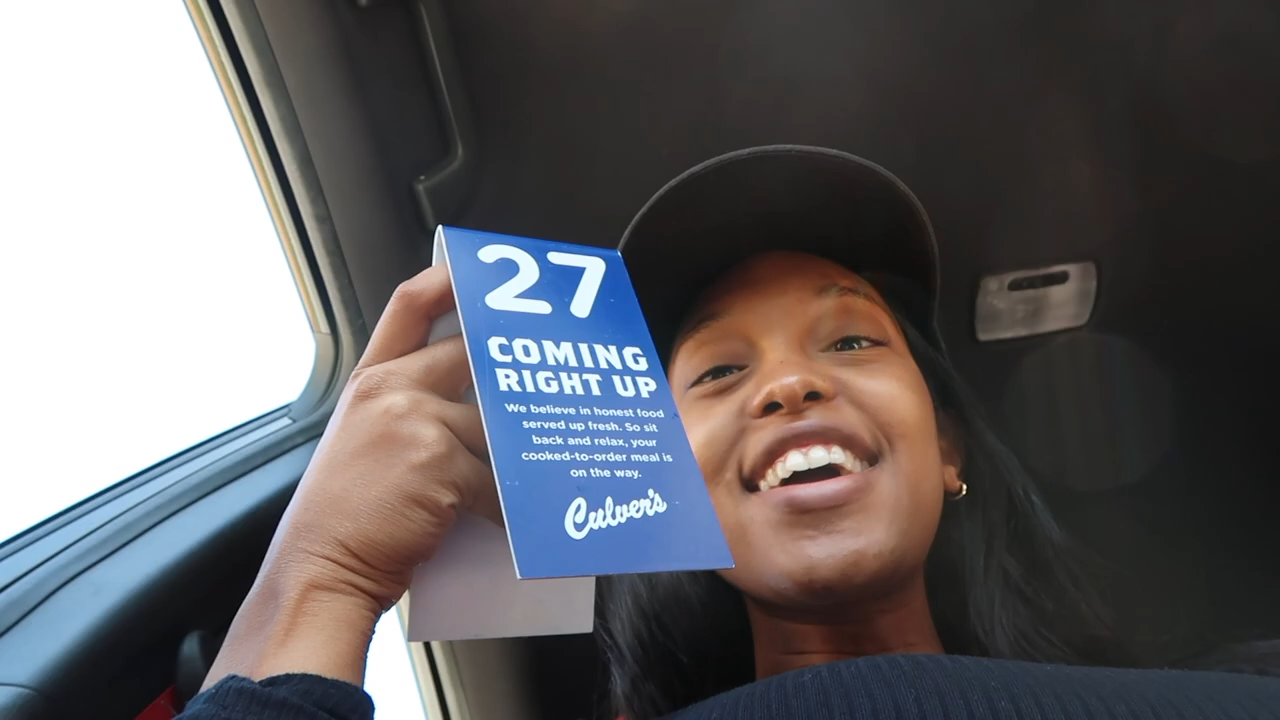 27
COMING
RIGHT UP
We believe in honest food
served up fresh. So sit
back and relax, your
cooked-to-order meal is
on the way.
Culver's